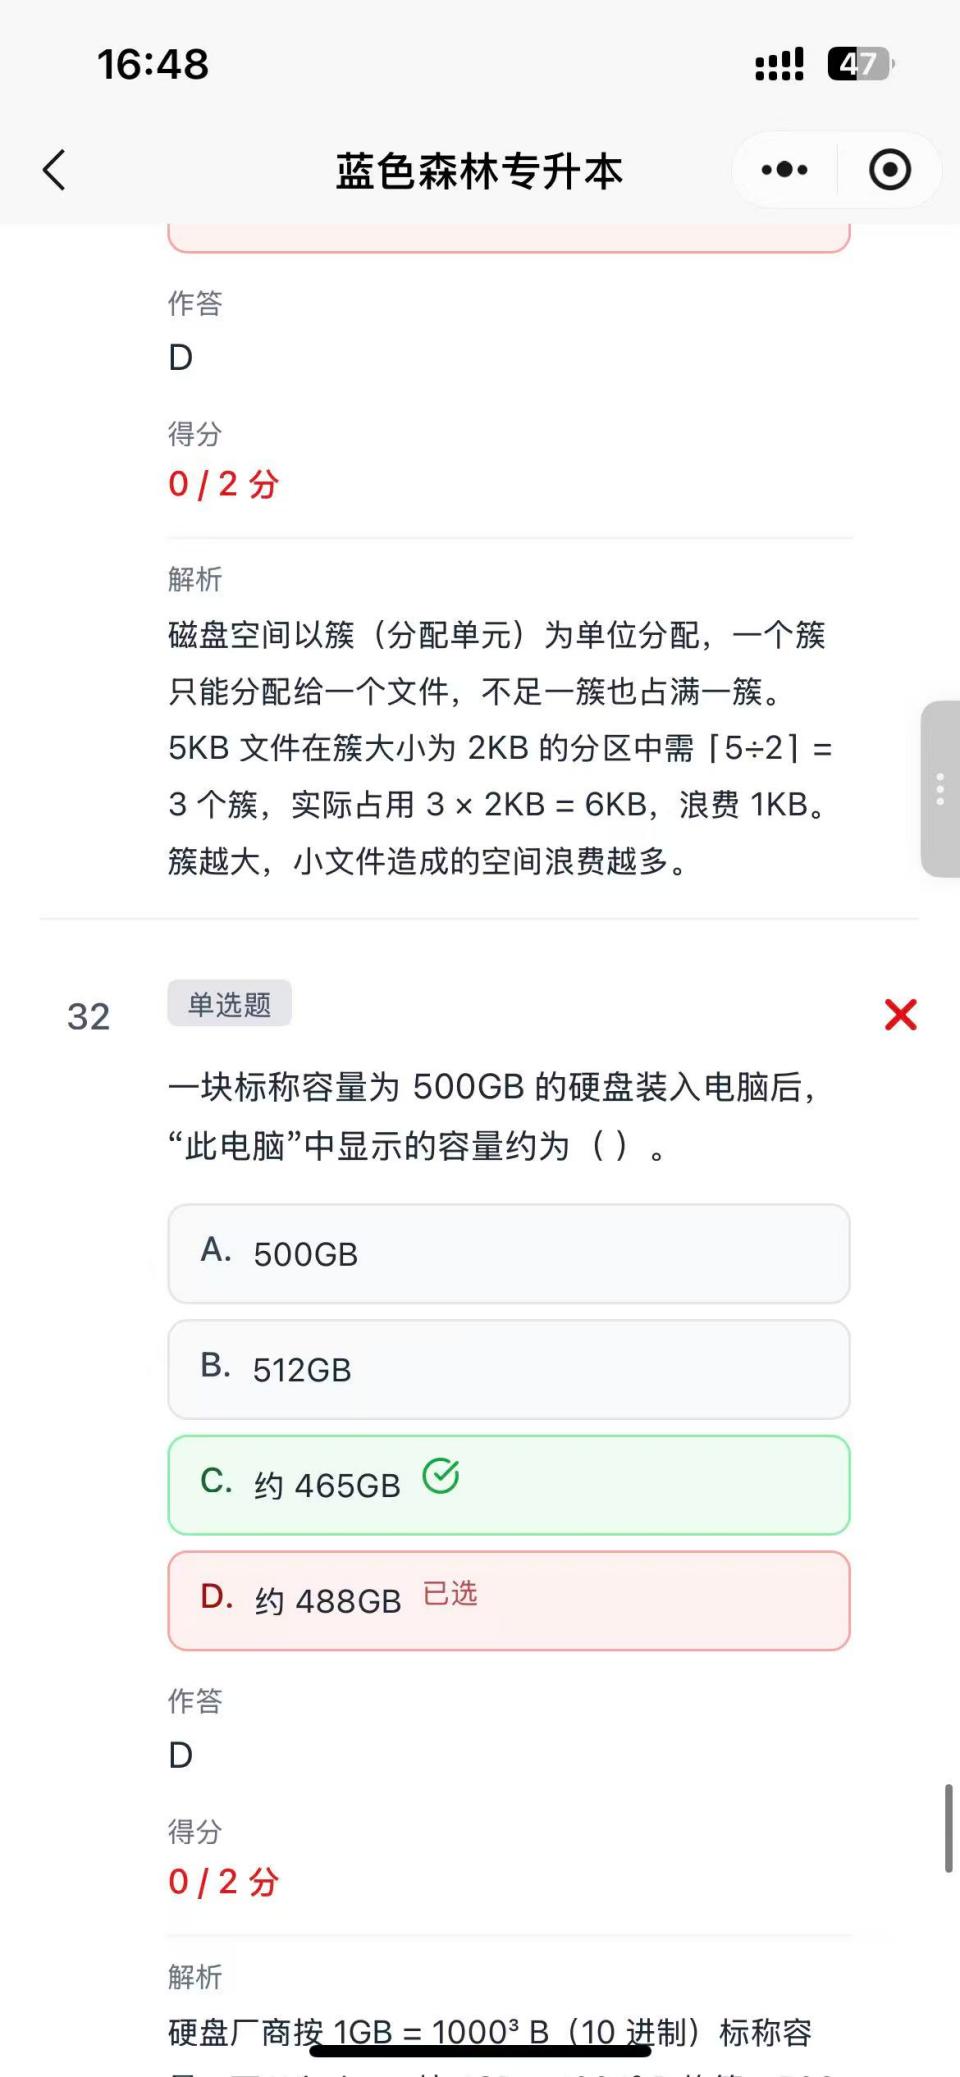 16:48
47
蓝色森林专升本
作答
D
得分
0 / 2 分
解析
磁盘空间以簇（分配单元）为单位分配，一个簇
只能分配给一个文件，不足一簇也占满一簇。
5KB 文件在簇大小为 2KB 的分区中需 ⌈5÷2⌉ =
3 个簇，实际占用 3 × 2KB = 6KB，浪费 1KB。
簇越大，小文件造成的空间浪费越多。
32
单选题
一块标称容量为 500GB 的硬盘装入电脑后，
“此电脑”中显示的容量约为（ ）。
A. 500GB
B. 512GB
C. 约 465GB
D. 约 488GB 已选
作答
D
得分
0 / 2 分
解析
硬盘厂商按 1GB = 1000³ B（10 进制）标称容